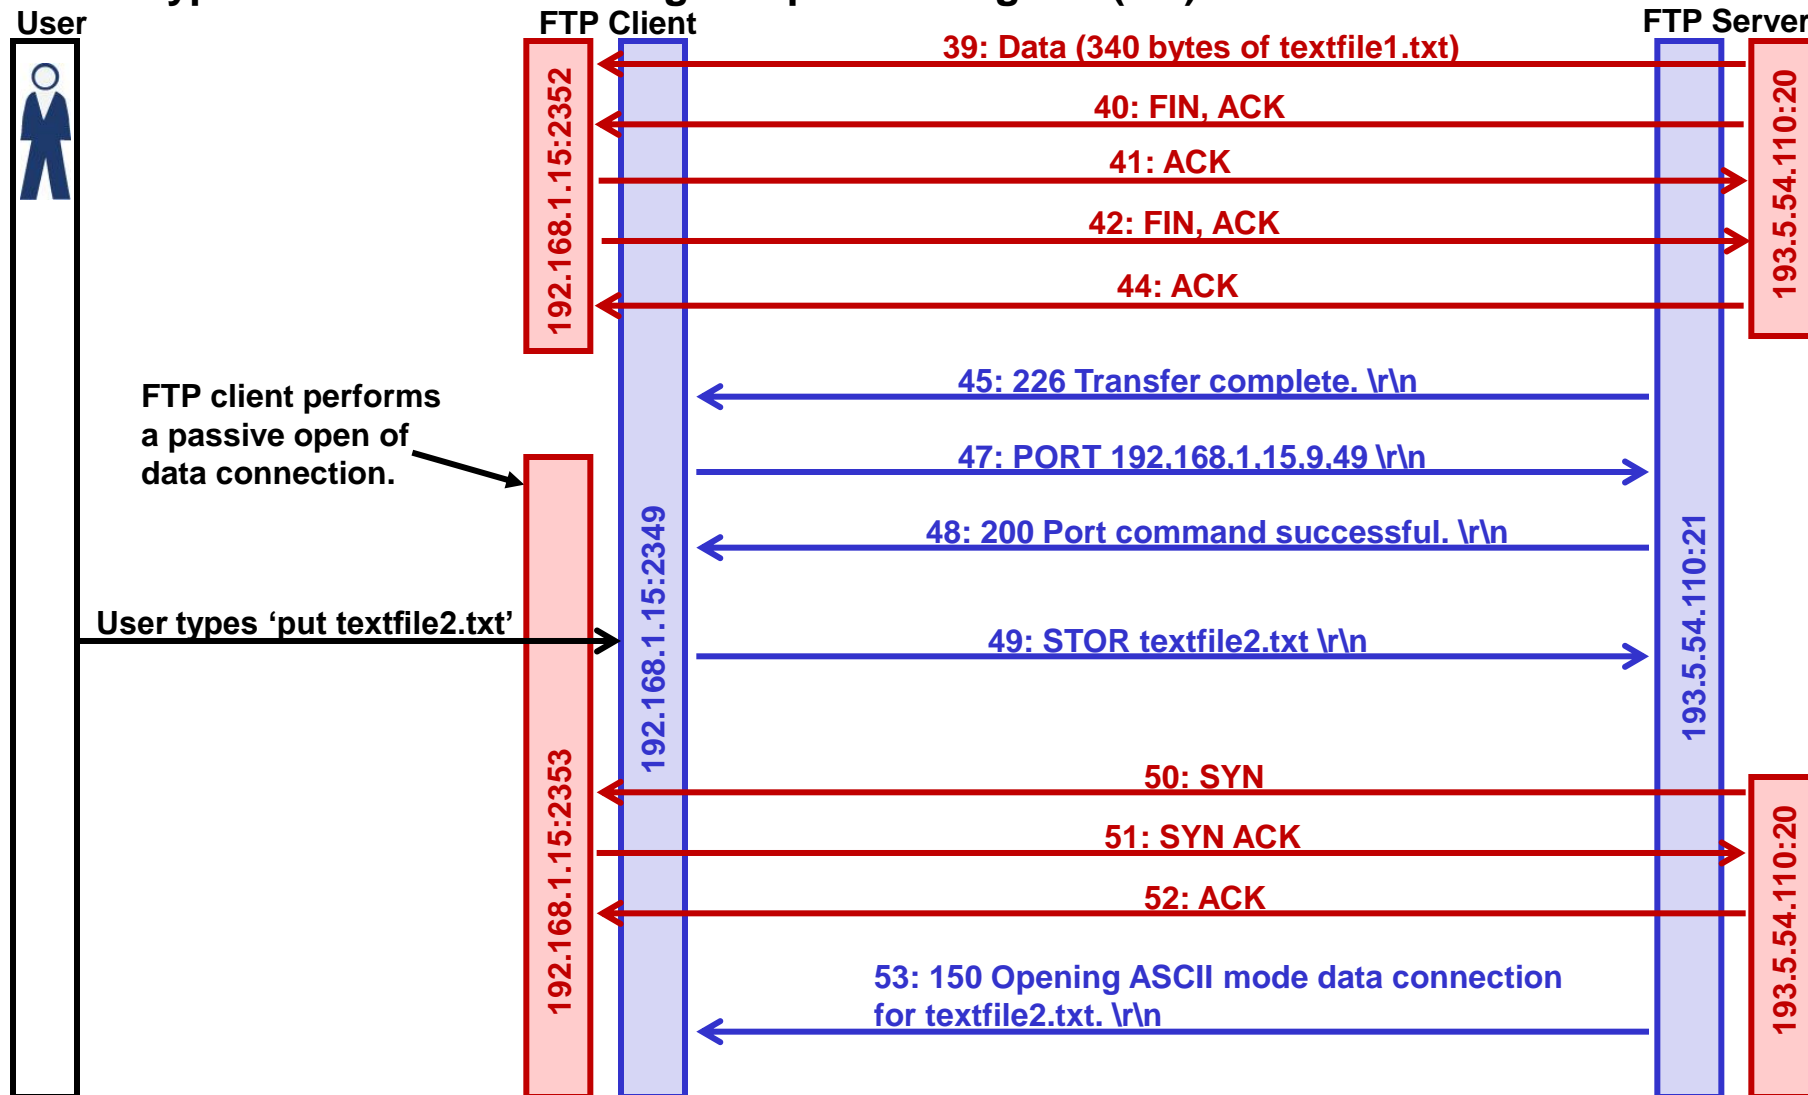 User
FTP Client
FTP Server
39: Data (340 bytes of textfile1.txt)
40: FIN, ACK
41: ACK
42: FIN, ACK
44: ACK
192.168.1.15:2352
193.5.54.110:20
45: 226 Transfer complete. \r\n
FTP client performs
a passive open of
data connection.
47: PORT 192,168,1,15,9,49 \r\n
48: 200 Port command successful. \r\n
192.168.1.15:2349
193.5.54.110:21
User types ‘put textfile2.txt’
49: STOR textfile2.txt \r\n
50: SYN
51: SYN ACK
52: ACK
192.168.1.15:2353
193.5.54.110:20
53: 150 Opening ASCII mode data connection
for textfile2.txt. \r\n